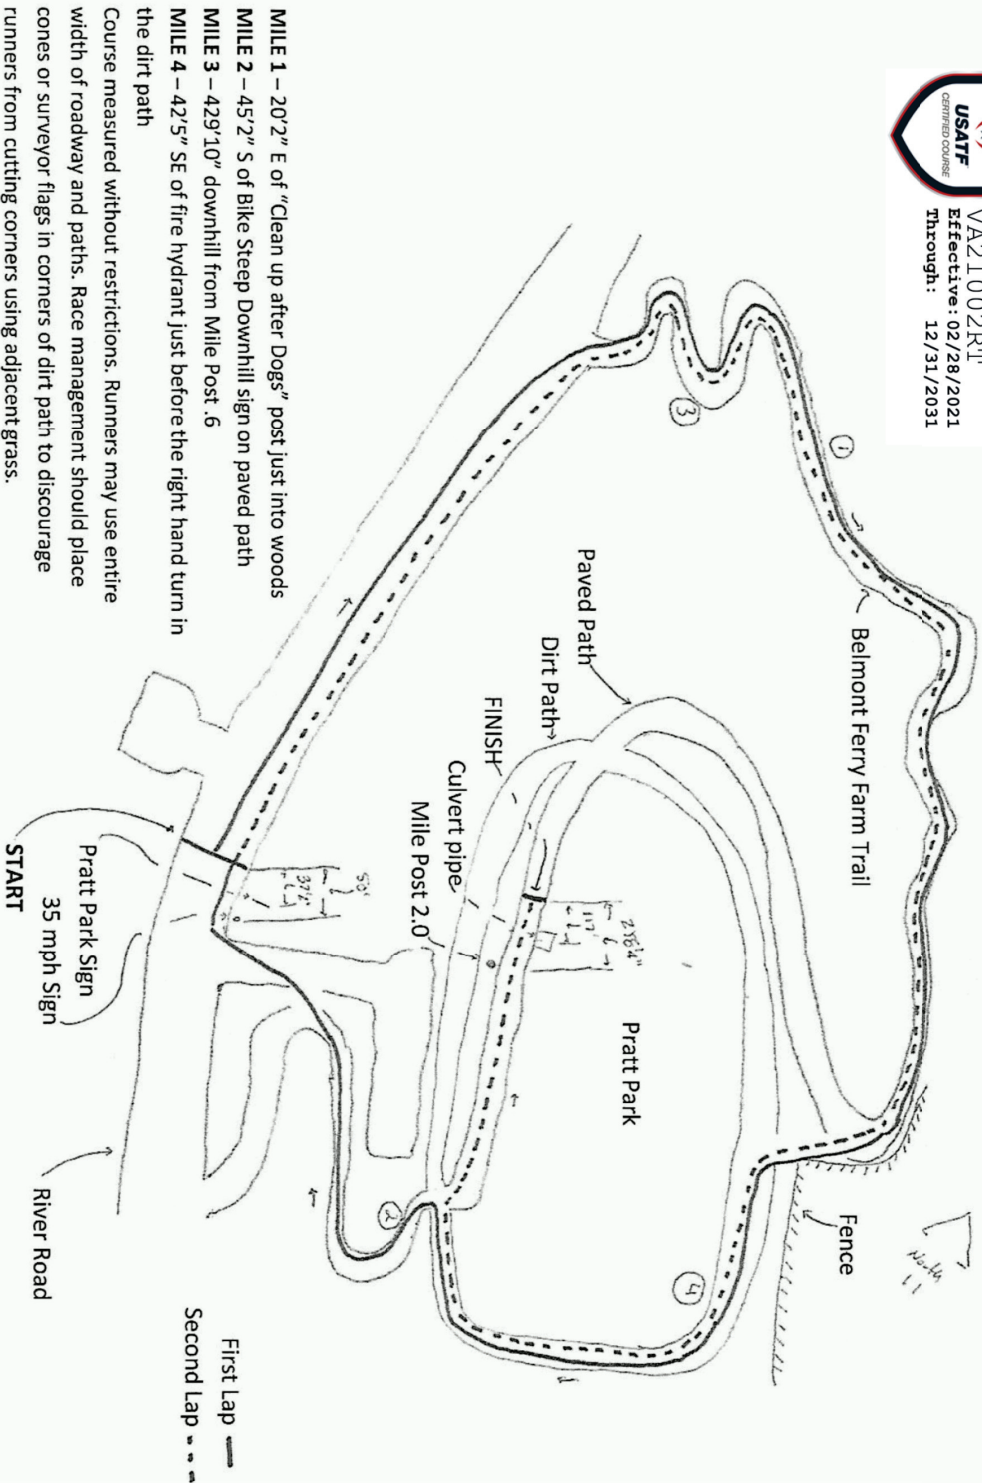 USATF
CERTIFIED COURSE
VA21002RT
Effective: 02/28/2021
Through: 12/31/2031
Belmont Ferry Farm Trail
1
3
Paved Path
Dirt Path
FINISH
Culvert pipe
Mile Post 2.0
Pratt Park
Fence
North
4
2
50'
START
Pratt Park Sign
35 mph Sign
River Road
First Lap
Second Lap
MILE 1 – 20'2" E of "Clean up after Dogs" post just into woods
MILE 2 – 45'2" S of Bike Steep Downhill sign on paved path
MILE 3 – 429'10" downhill from Mile Post .6
MILE 4 – 42'5" SE of fire hydrant just before the right hand turn in
the dirt path
Course measured without restrictions. Runners may use entire
width of roadway and paths. Race management should place
cones or surveyor flags in corners of dirt path to discourage
runners from cutting corners using adjacent grass.